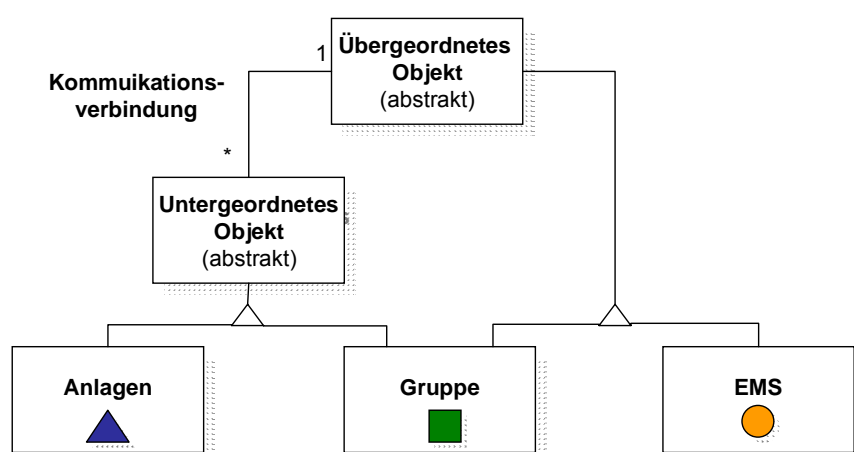 Übergeordnetes
Objekt
(abstrakt)
1
Kommuikations-
verbindung
*
Untergeordnetes
Objekt
(abstrakt)
Anlagen
Gruppe
EMS